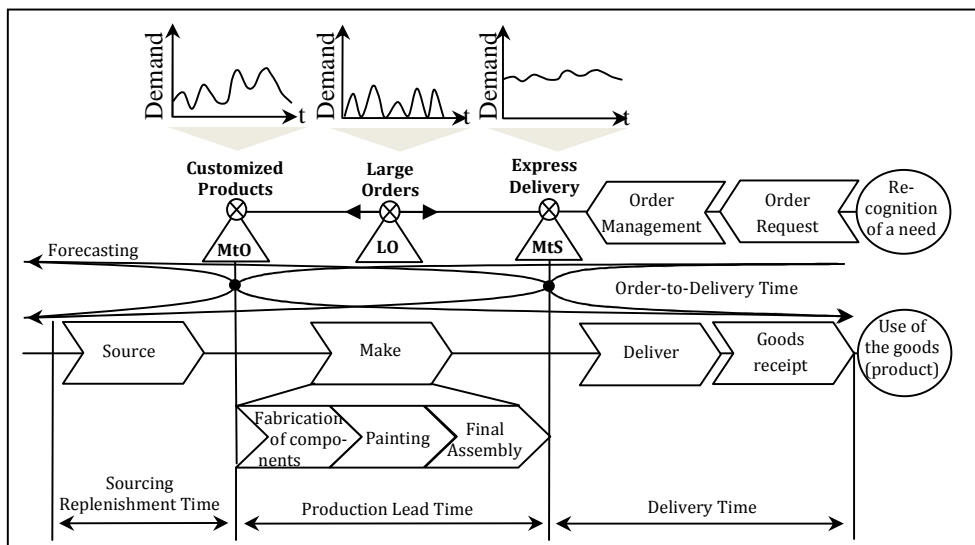 Demand
t
Demand
t
Demand
t
Customized
Products
Large
Orders
Express
Delivery
MtO
LO
MtS
Order
Management
Order
Request
Re-
cognition
of a need
Forecasting
Order-to-Delivery Time
Source
Make
Deliver
Goods
receipt
Use of
the goods
(product)
Fabrication
of compo-
nents
Painting
Final
Assembly
Sourcing
Replenishment Time
Production Lead Time
Delivery Time